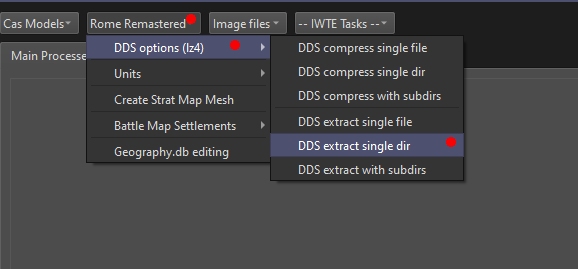 Cas Models
Rome Remastered
Image files
-- IWTE Tasks --
Main Processe
DDS options (lz4)
Units
Create Strat Map Mesh
Battle Map Settlements
Geography.db editing
DDS compress single file
DDS compress single dir
DDS compress with subdirs
DDS extract single file
DDS extract single dir
DDS extract with subdirs